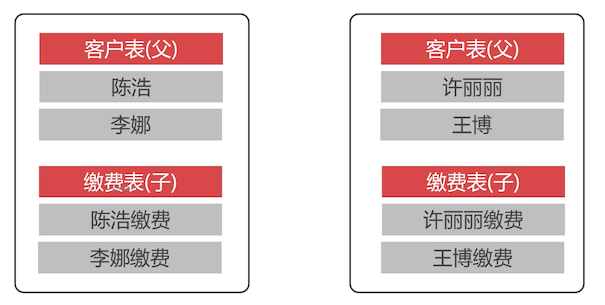 客户表(父)
陈浩
李娜
缴费表(子)
陈浩缴费
李娜缴费
客户表(父)
许丽丽
王博
缴费表(子)
许丽丽缴费
王博缴费